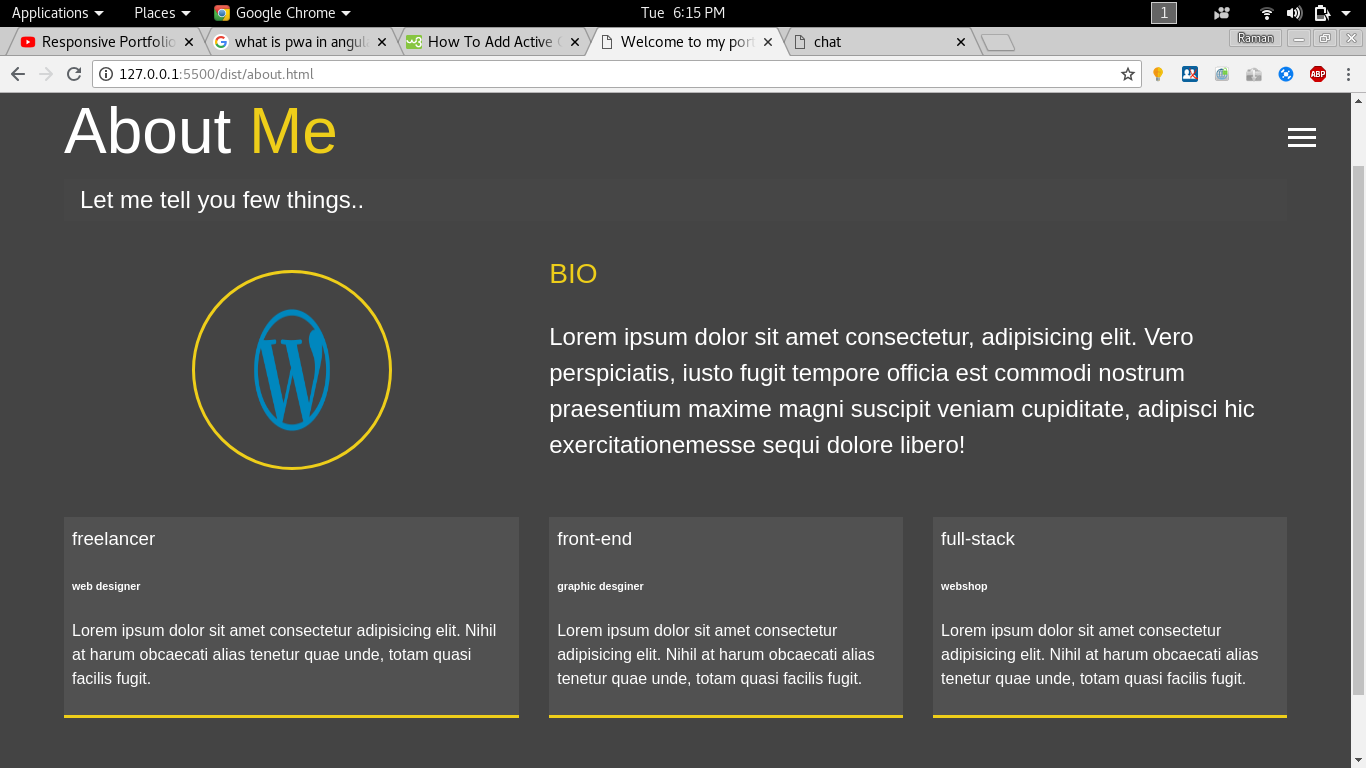 Applications Places Google Chrome Tue 6:15 PM 1
Responsive Portfolio what is pwa in angul How To Add Active C Welcome to my port chat Raman
127.0.0.1:5500/dist/about.html ABP
About Me
Let me tell you few things..
W
BIO
Lorem ipsum dolor sit amet consectetur, adipisicing elit. Vero
perspiciatis, iusto fugit tempore officia est commodi nostrum
praesentium maxime magni suscipit veniam cupiditate, adipisci hic
exercitationemesse sequi dolore libero!
freelancer
web designer
Lorem ipsum dolor sit amet consectetur adipisicing elit. Nihil
at harum obcaecati alias tenetur quae unde, totam quasi
facilis fugit.
front-end
graphic desginer
Lorem ipsum dolor sit amet consectetur
adipisicing elit. Nihil at harum obcaecati alias
tenetur quae unde, totam quasi facilis fugit.
full-stack
webshop
Lorem ipsum dolor sit amet consectetur
adipisicing elit. Nihil at harum obcaecati alias
tenetur quae unde, totam quasi facilis fugit.